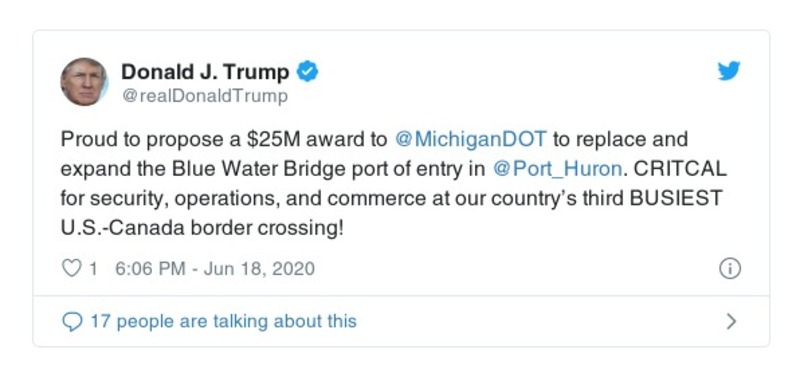 Donald J. Trump
@realDonaldTrump
Proud to propose a $25M award to @MichiganDOT to replace and
expand the Blue Water Bridge port of entry in @Port_Huron. CRITCAL
for security, operations, and commerce at our country’s third BUSIEST
U.S.-Canada border crossing!
1 6:06 PM - Jun 18, 2020
17 people are talking about this